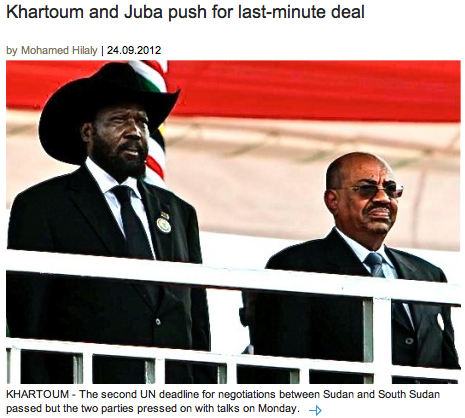 Khartoum and Juba push for last-minute deal
by Mohamed Hilaly | 24.09.2012
KHARTOUM - The second UN deadline for negotiations between Sudan and South Sudan
passed but the two parties pressed on with talks on Monday.